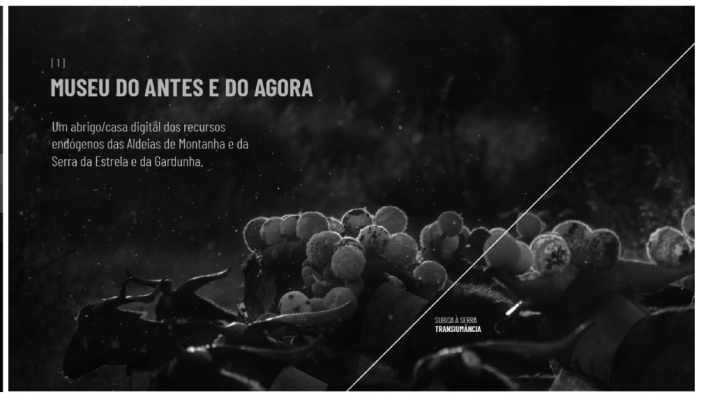 [1]
MUSEU DO ANTES E DO AGORA
Um abrigo/casa digital dos recursos
endógenos das Aldeias de Montanha e da
Serra da Estrela e da Gardunha.
SUBIDA À SERRA
TRANSIUMÂNCIA